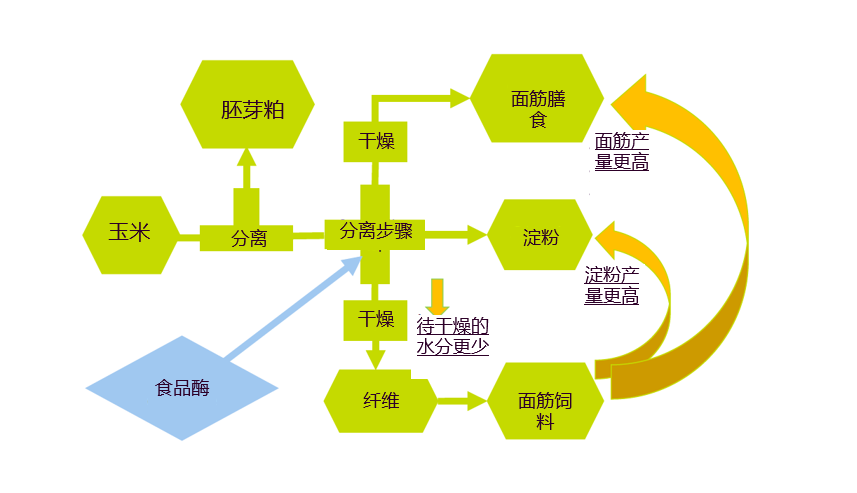 胚芽粕
面筋膳
食
干燥
面筋产
量更高
玉米
分离
分离步骤
淀粉
淀粉产
量更高
干燥
待干燥的
水分更少
食品酶
纤维
面筋饲
料